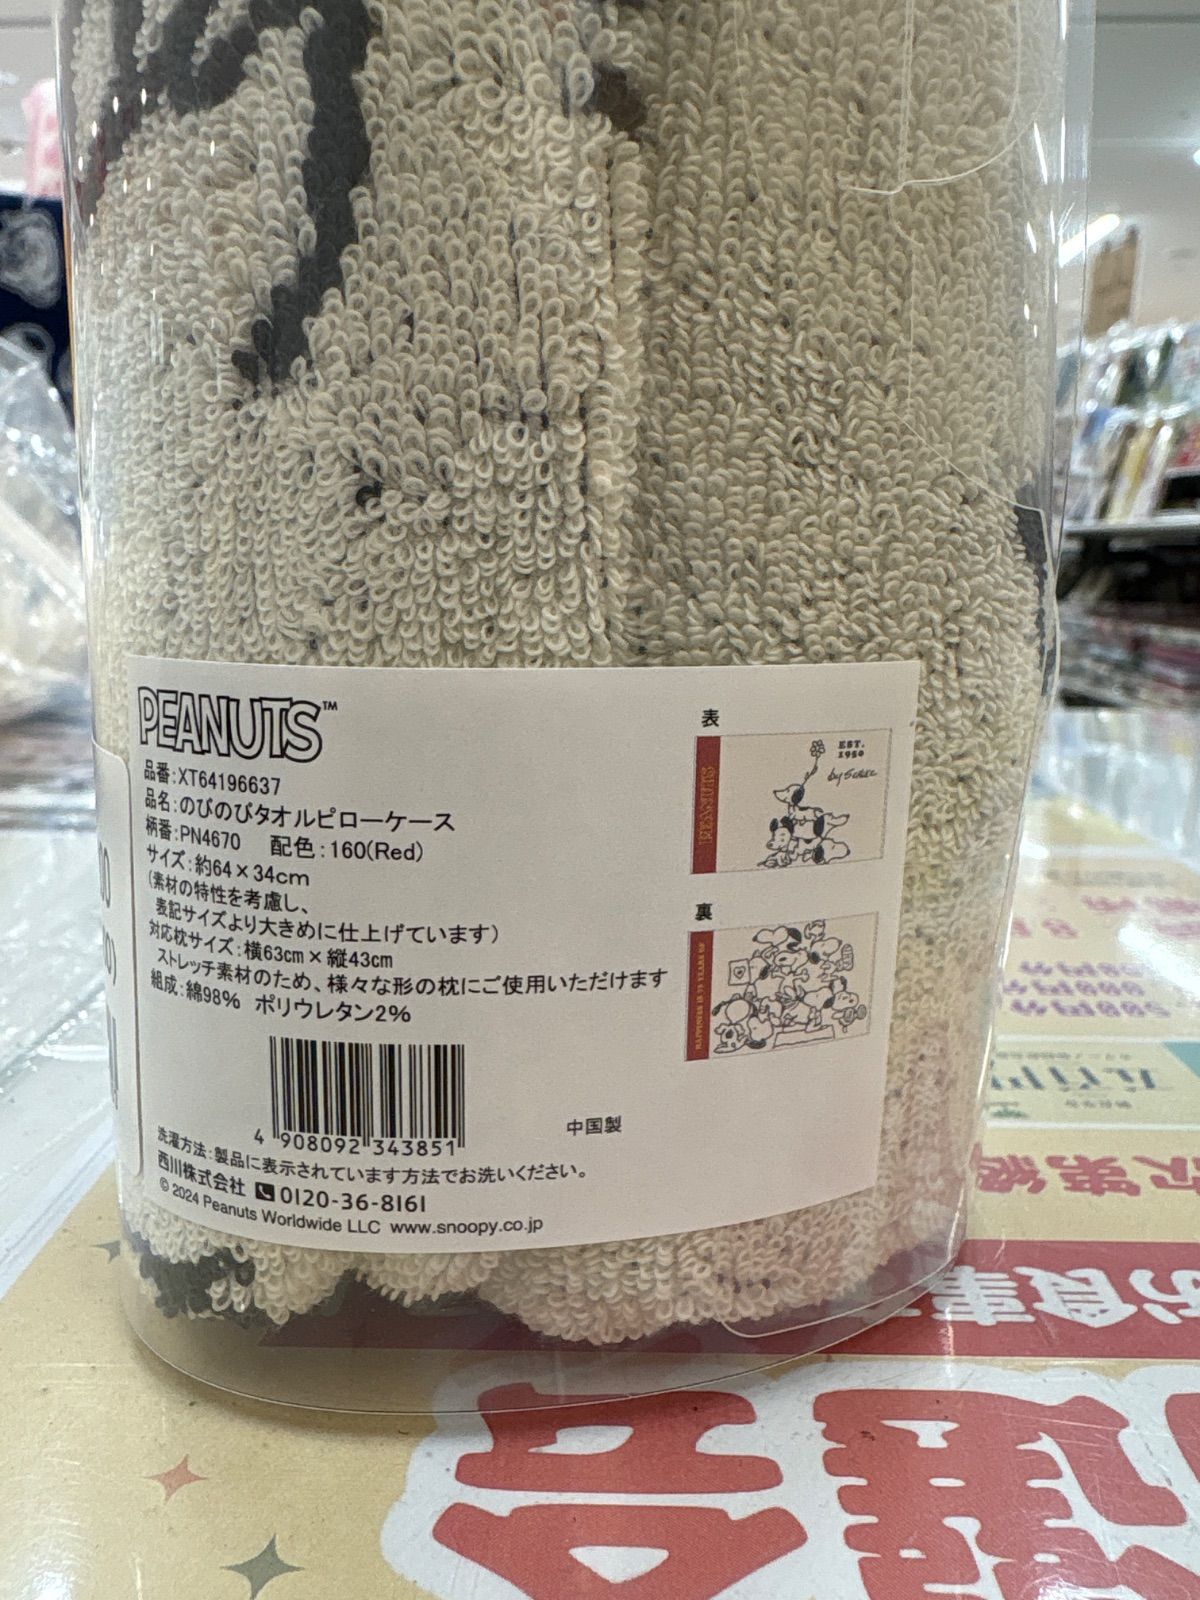 PEANUTS™
品番:XT64196637
品名:のびのびタオルピローケース
柄番:PN4670 配色:160(Red)
サイズ:約64×34cm
(素材の特性を考慮し、
表記サイズより大きめに仕上げています)
対応枕サイズ:横63cm×縦43cm
ストレッチ素材のため、様々な形の枕にご使用いただけます
組成:綿98% ポリウレタン2%
4 908092 343851
中国製
洗濯方法:製品に表示されています方法でお洗いください。
西川株式会社 0120-36-8161
© 2024 Peanuts Worldwide LLC www.snoopy.co.jp
表
PEANUTS
EST.
1950
by Schulz
裏
HAPPINESS IS 75 YEARS OF